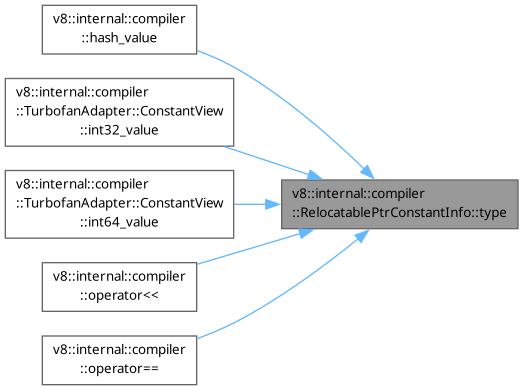 v8::internal::compiler
::hash_value
v8::internal::compiler
::TurbofanAdapter::ConstantView
::int32_value
v8::internal::compiler
::TurbofanAdapter::ConstantView
::int64_value
v8::internal::compiler
::RelocatablePtrConstantInfo::type
v8::internal::compiler
::operator<<
v8::internal::compiler
::operator==